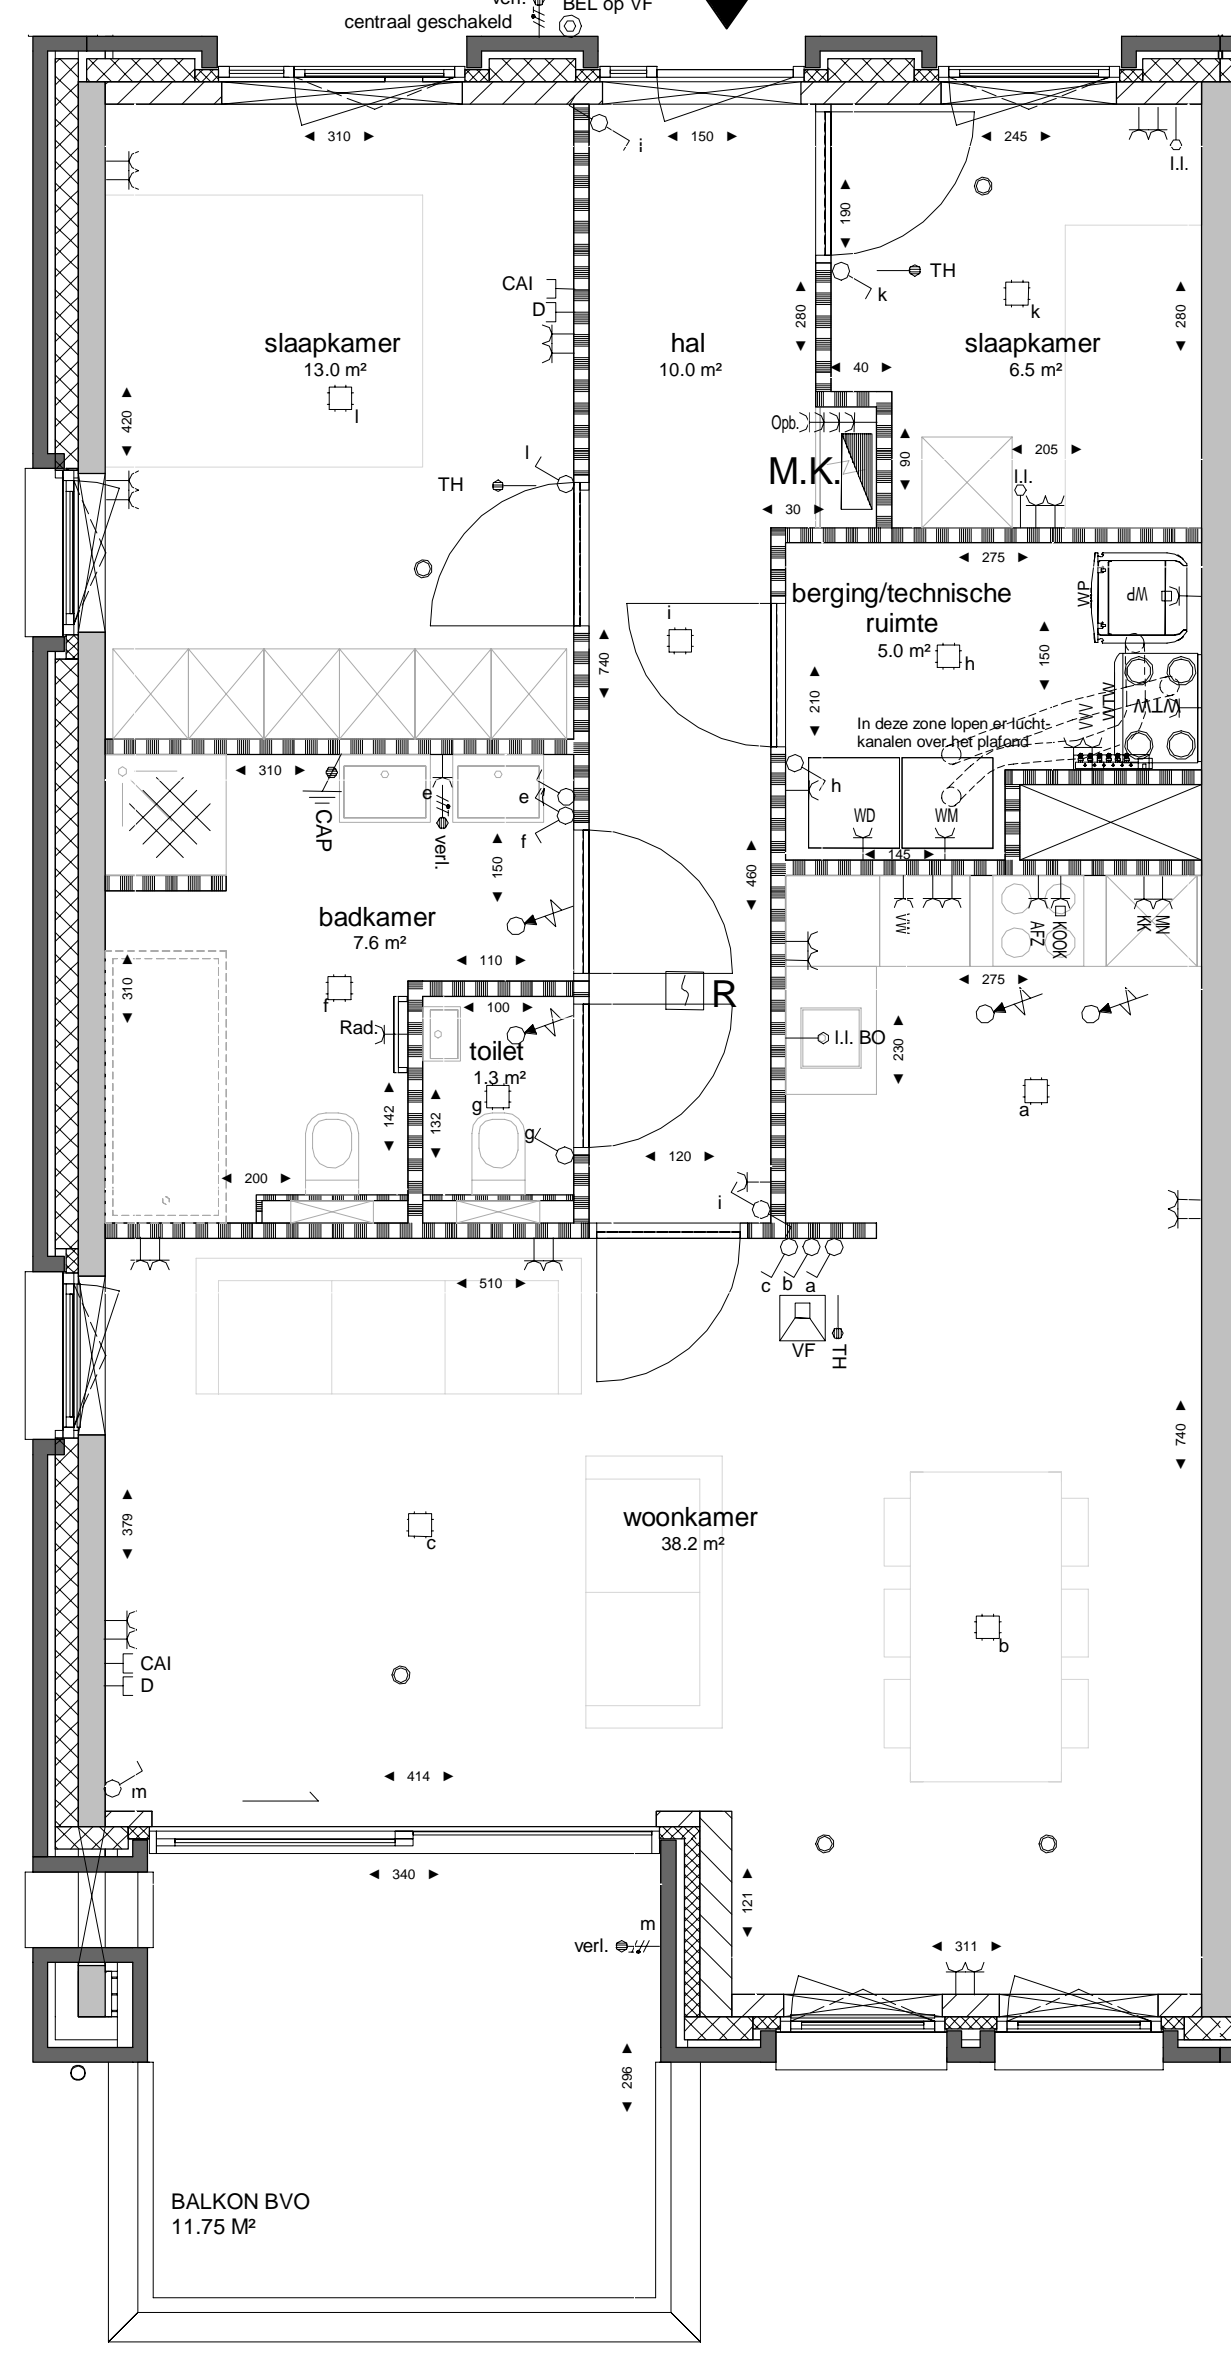 verl.
BEL op VF
centraal geschakeld
310
150
245
i
I.I.
190
TH
k
CAI
D
280
k
280
slaapkamer
13.0 m²
hal
10.0 m²
slaapkamer
6.5 m²
40
l
420
Opb.
M.K.
90
205
l
TH
I.I.
30
275
berging/technische
ruimte
5.0 m²
WP
WP
i
h
740
150
210
WTW
WTW
In deze zone lopen er lucht-
kanalen over het plafond
310
e
e
h
CAP
f
verl.
WD
WM
150
145
460
VW
AFZ
KOOK
KK
MN
badkamer
7.6 m²
110
275
310
f
100
R
Rad.
I.I. BO
toilet
1.3 m²
230
g
a
142
132
g
120
200
i
510
c
b
a
VF
TH
740
woonkamer
38.2 m²
379
c
b
CAI
D
m
414
340
121
m
verl.
311
296
BALKON BVO
11.75 M²